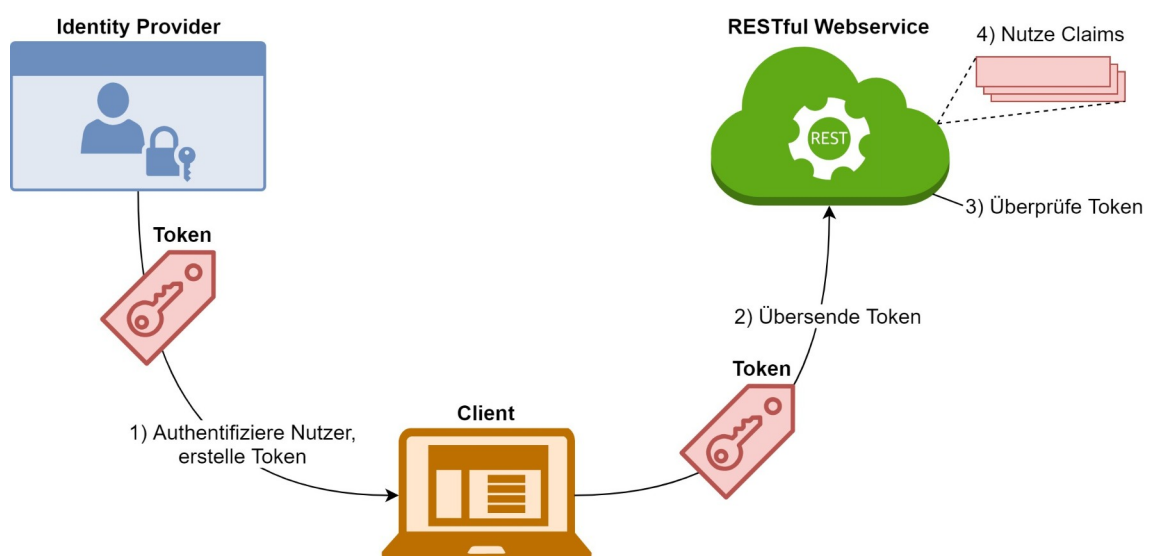 Identity Provider
RESTful Webservice
4) Nutze Claims
REST
3) Überprüfe Token
Token
2) Übersende Token
Token
Client
1) Authentifiziere Nutzer,
erstelle Token